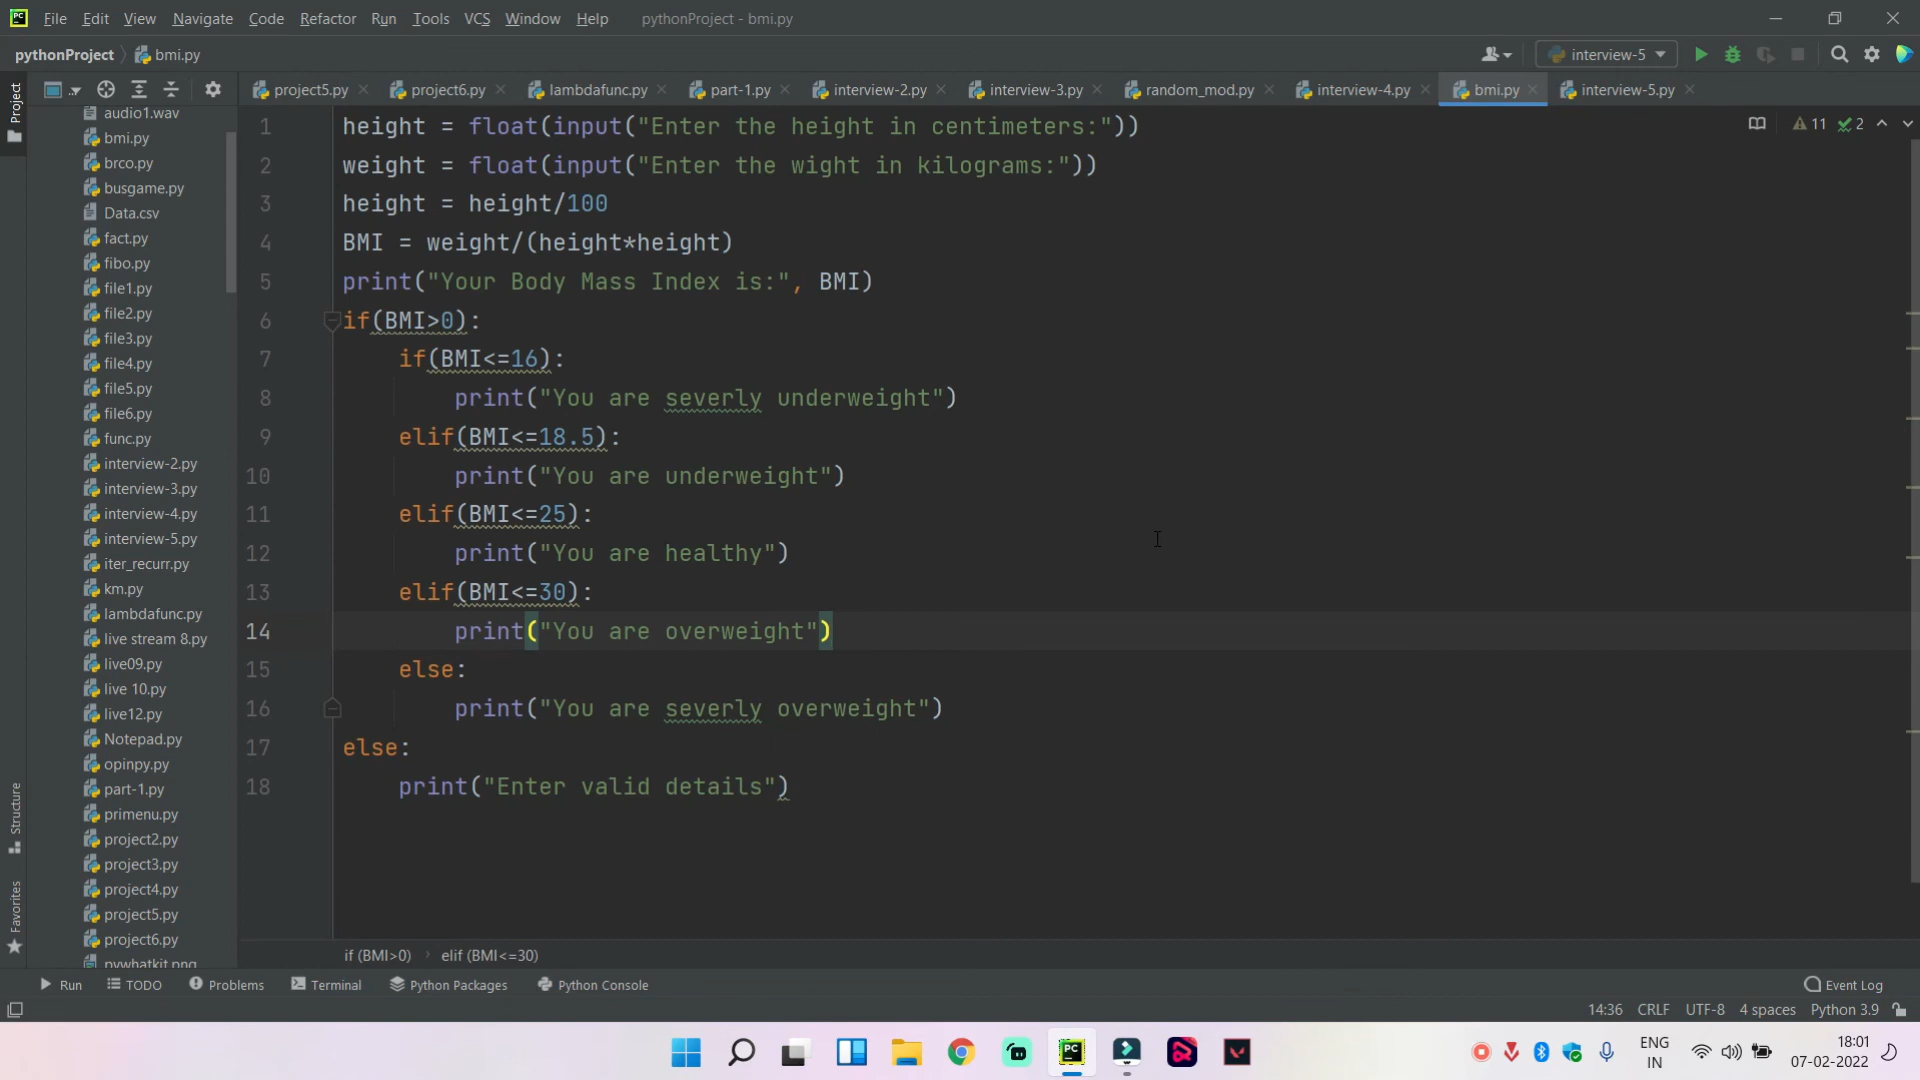 File Edit View Navigate Code Refactor Run Tools VCS Window Help pythonProject - bmi.py
pythonProject bmi.py interview-5
project5.py project6.py lambdafunc.py part-1.py interview-2.py interview-3.py random_mod.py interview-4.py bmi.py interview-5.py
Project
audio1.wav
bmi.py
brco.py
busgame.py
Data.csv
fact.py
fibo.py
file1.py
file2.py
file3.py
file4.py
file5.py
file6.py
func.py
interview-2.py
interview-3.py
interview-4.py
interview-5.py
iter_recurr.py
km.py
lambdafunc.py
live stream 8.py
live09.py
live 10.py
live12.py
Notepad.py
opinpy.py
part-1.py
primenu.py
project2.py
project3.py
project4.py
project5.py
project6.py
pywhatkit.png
Structure
Favorites
11 2
1 height = float(input("Enter the height in centimeters:"))
2 weight = float(input("Enter the wight in kilograms:"))
3 height = height/100
4 BMI = weight/(height*height)
5 print("Your Body Mass Index is:", BMI)
6 if(BMI>0):
7 if(BMI<=16):
8 print("You are severly underweight")
9 elif(BMI<=18.5):
10 print("You are underweight")
11 elif(BMI<=25):
12 print("You are healthy")
13 elif(BMI<=30):
14 print("You are overweight")
15 else:
16 print("You are severly overweight")
17 else:
18 print("Enter valid details")
if (BMI>0) elif (BMI<=30)
Run TODO Problems Terminal Python Packages Python Console Event Log
14:36 CRLF UTF-8 4 spaces Python 3.9
PC
ENG
IN
18:01
07-02-2022